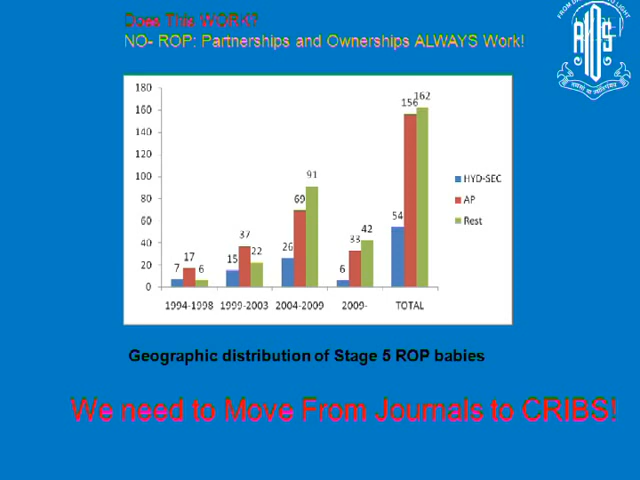 Does This WORK?
NO- ROP: Partnerships and Ownerships ALWAYS Work!
180
160
140
120
100
80
60
40
20
0
7 17 6
15 37 22
26 69 91
6 33 42
54 156 162
1994-1998 1999-2003 2004-2009 2009- TOTAL
HYD-SEC
AP
Rest
Geographic distribution of Stage 5 ROP babies
We need to Move From Journals to CRIBS!